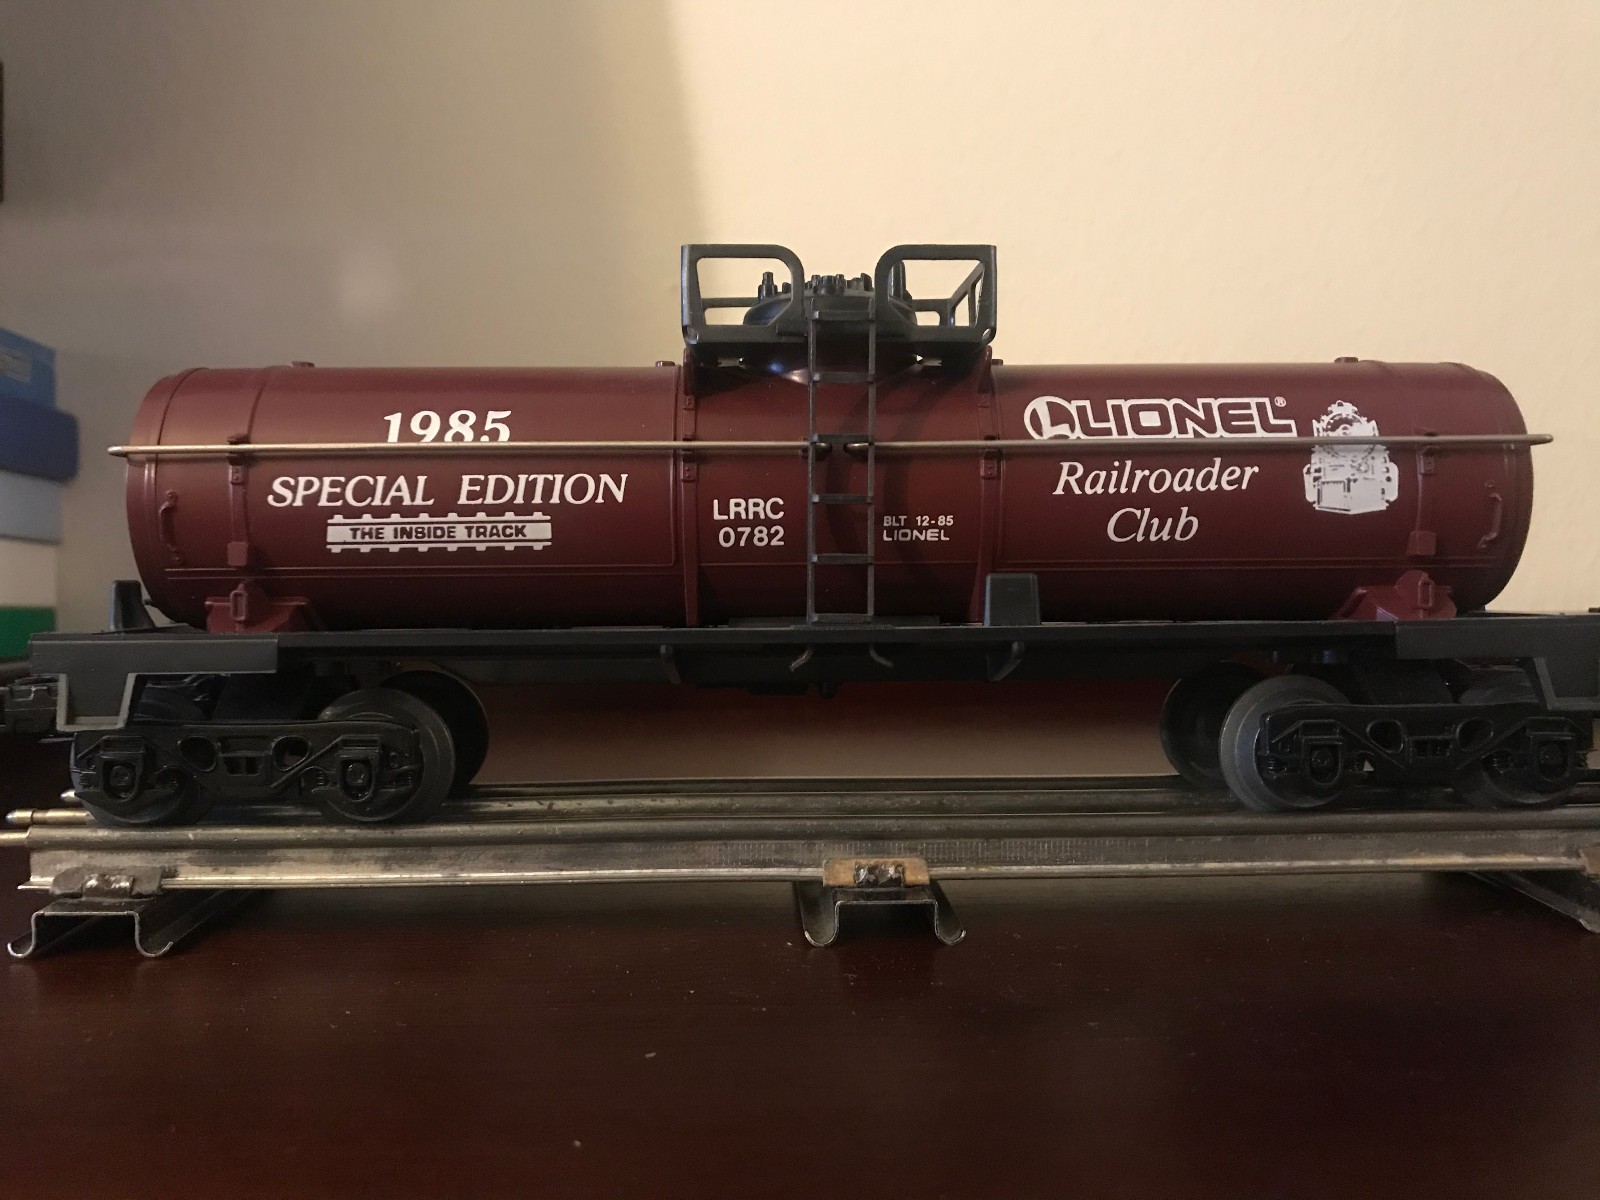 1985
SPECIAL EDITION
THE INSIDE TRACK
LRRC
0782
BLT 12-85
LIONEL
L LIONEL®
Railroader
Club